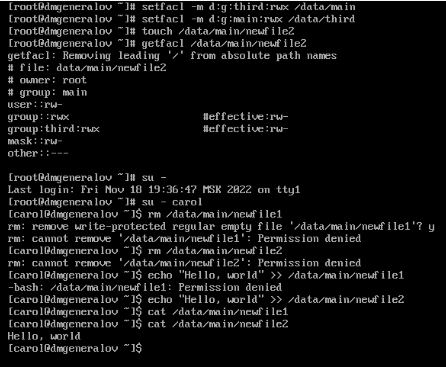 [root@dmgeneralov ~]# setfacl -m d:g:third:rwx /data/main
[root@dmgeneralov ~]# setfacl -m d:g:main:rwx /data/third
[root@dmgeneralov ~]# touch /data/main/newfile2
[root@dmgeneralov ~]# getfacl /data/main/newfile2
getfacl: Removing leading '/' from absolute path names
# file: data/main/newfile2
# owner: root
# group: main
user::rw-
group::rwx #effective:rw-
group:third:rwx #effective:rw-
mask::rw-
other::---
[root@dmgeneralov ~]# su -
Last login: Fri Nov 18 19:36:47 MSK 2022 on tty1
[root@dmgeneralov ~]# su - carol
[carol@dmgeneralov ~]$ rm /data/main/newfile1
rm: remove write-protected regular empty file '/data/main/newfile1'? y
rm: cannot remove '/data/main/newfile1': Permission denied
[carol@dmgeneralov ~]$ rm /data/main/newfile2
rm: cannot remove '/data/main/newfile2': Permission denied
[carol@dmgeneralov ~]$ echo "Hello, world" >> /data/main/newfile1
-bash: /data/main/newfile1: Permission denied
[carol@dmgeneralov ~]$ echo "Hello, world" >> /data/main/newfile2
[carol@dmgeneralov ~]$ cat /data/main/newfile1
[carol@dmgeneralov ~]$ cat /data/main/newfile2
Hello, world
[carol@dmgeneralov ~]$